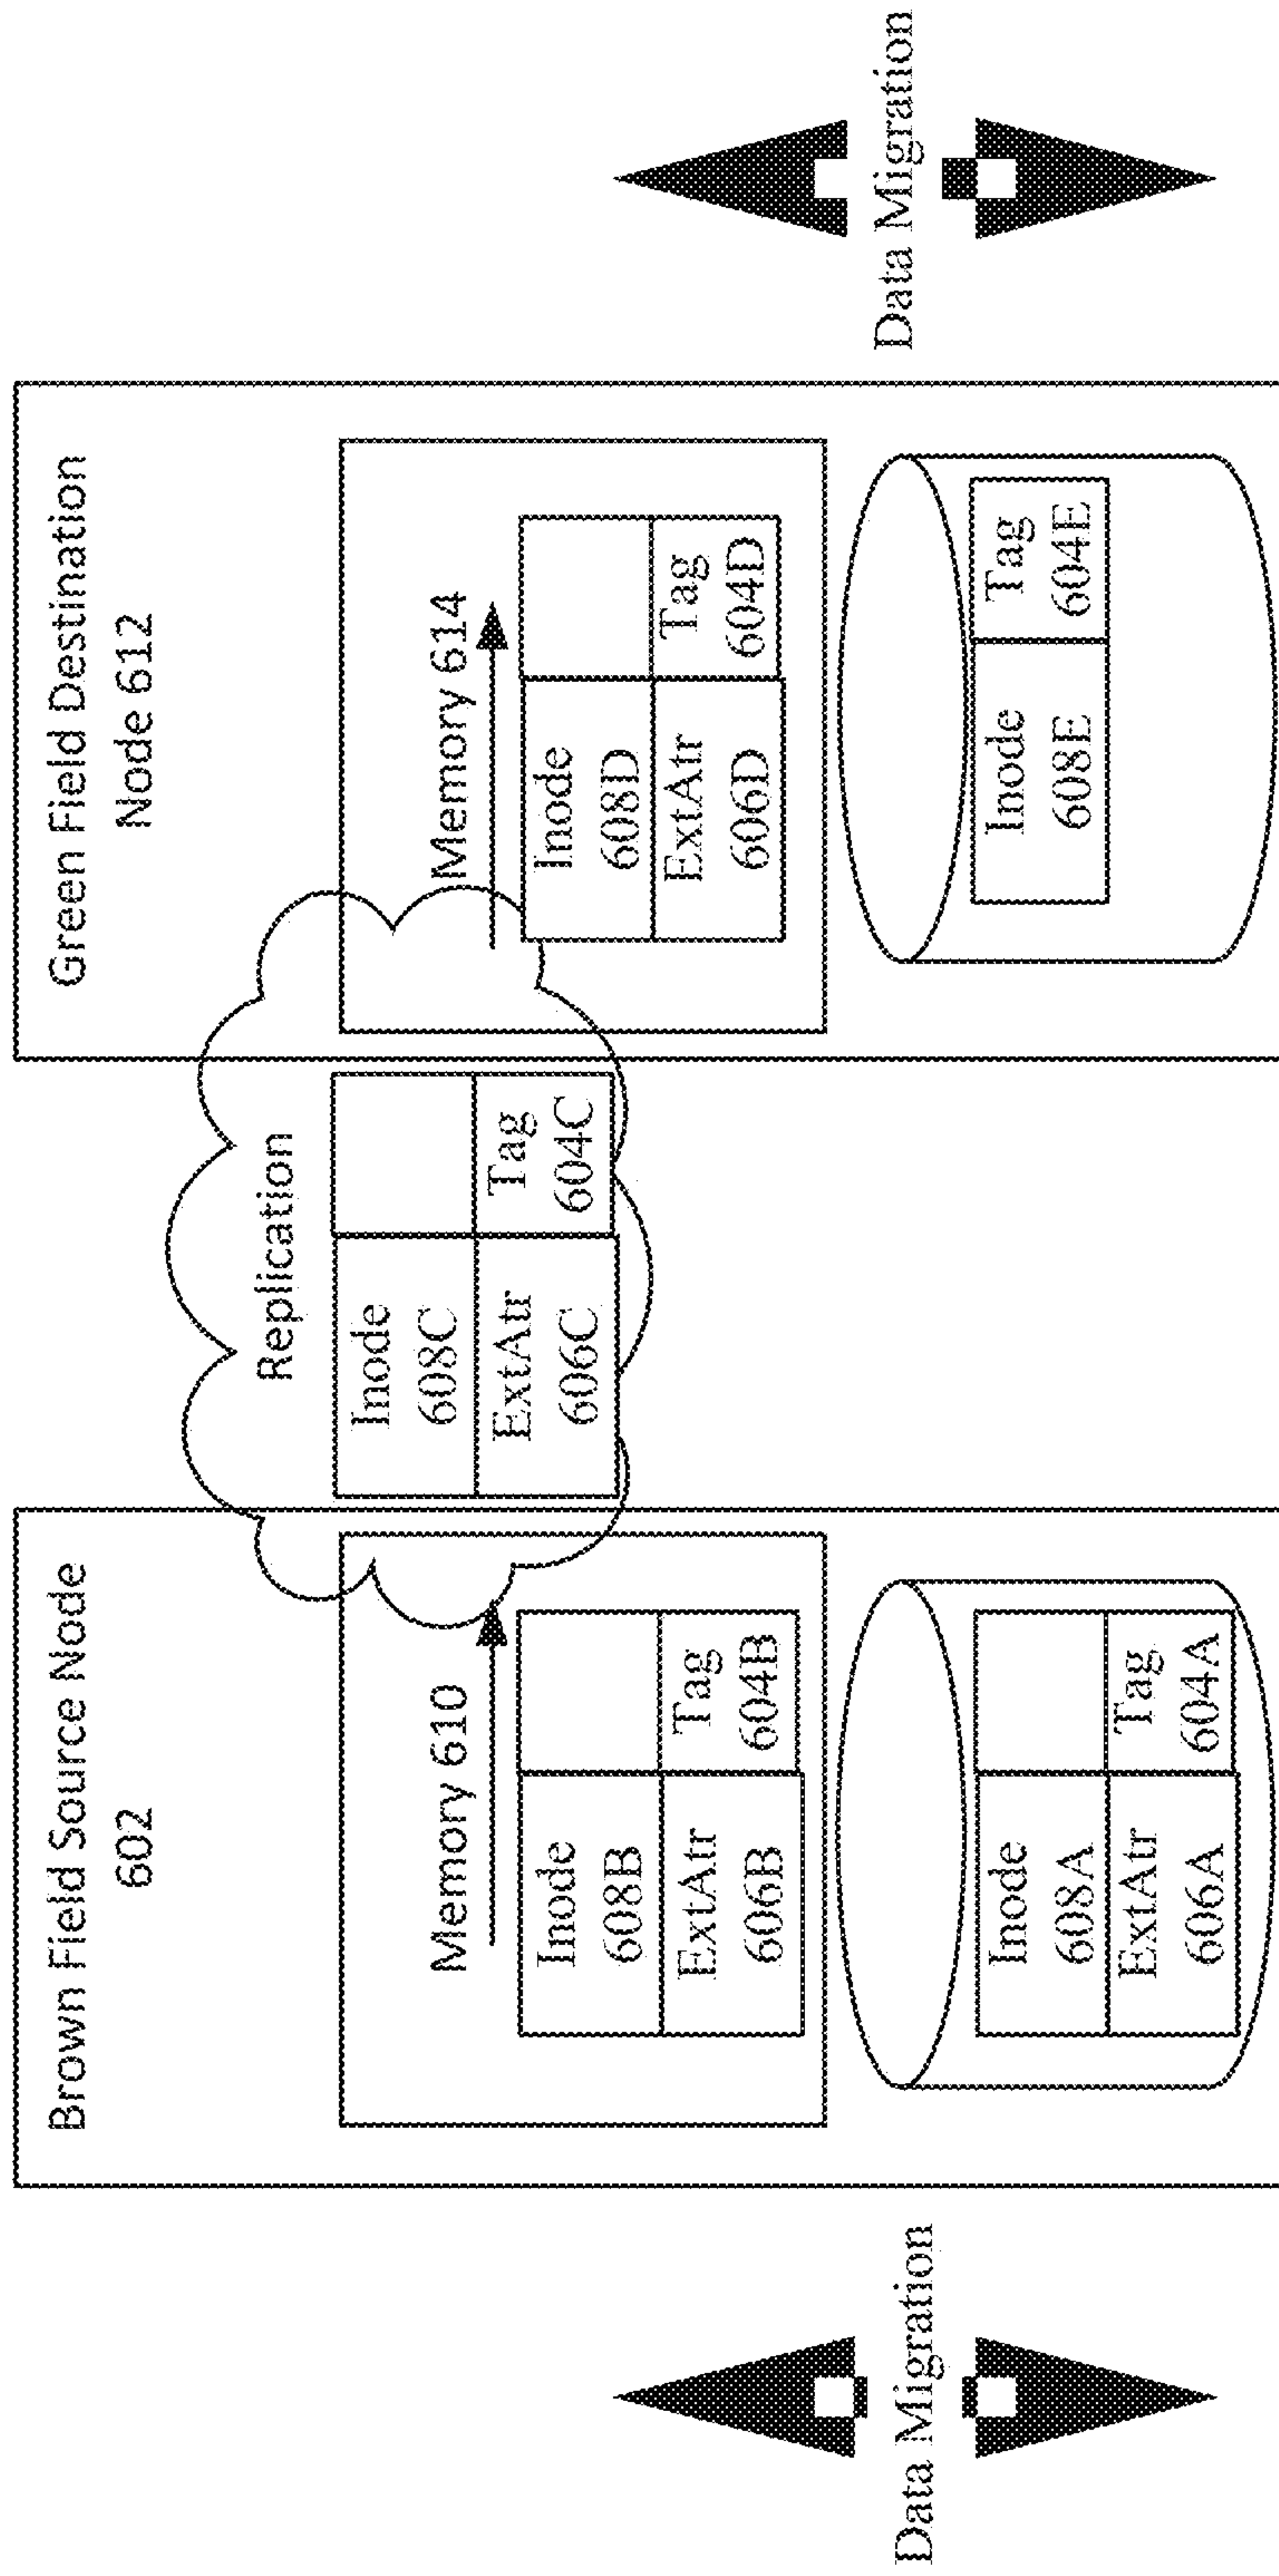 Data Migration
Brown Field Source Node
602
Memory 610
Inode
608B
ExtAtr
606B
Tag
604B
Inode
608A
ExtAtr
606A
Tag
604A
Replication
Inode
608C
ExtAtr
606C
Tag
604C
Green Field Destination
Node 612
Memory 614
Inode
608D
ExtAtr
606D
Tag
604D
Inode
608E
Tag
604E
Data Migration